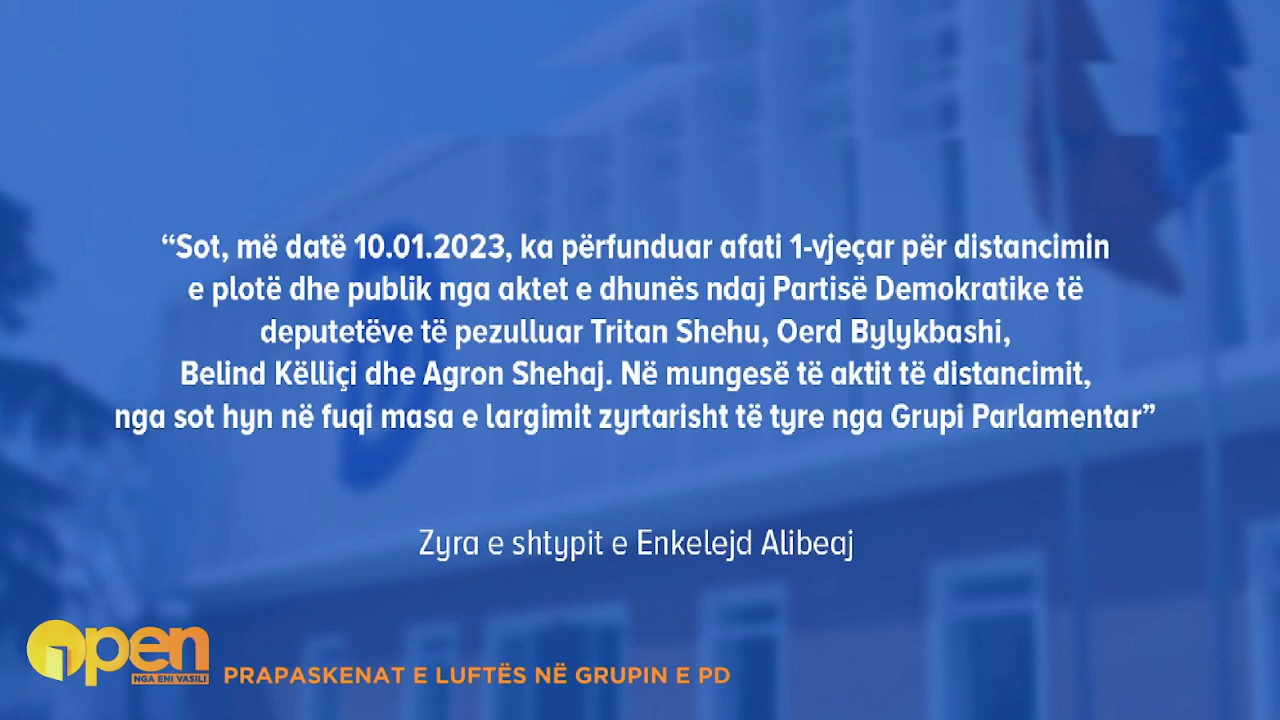 “Sot, më datë 10.01.2023, ka përfunduar afati 1-vjeçar për distancimin
e plotë dhe publik nga aktet e dhunës ndaj Partisë Demokratike të
deputetëve të pezulluar Tritan Shehu, Oerd Bylykbashi,
Belind Këlliçi dhe Agron Shehaj. Në mungesë të aktit të distancimit,
nga sot hyn në fuqi masa e largimit zyrtarisht të tyre nga Grupi Parlamentar”
Zyra e shtypit e Enkelejd Alibeaj
Open
NGA ENI VASILI
PRAPASKENAT E LUFTËS NË GRUPIN E PD